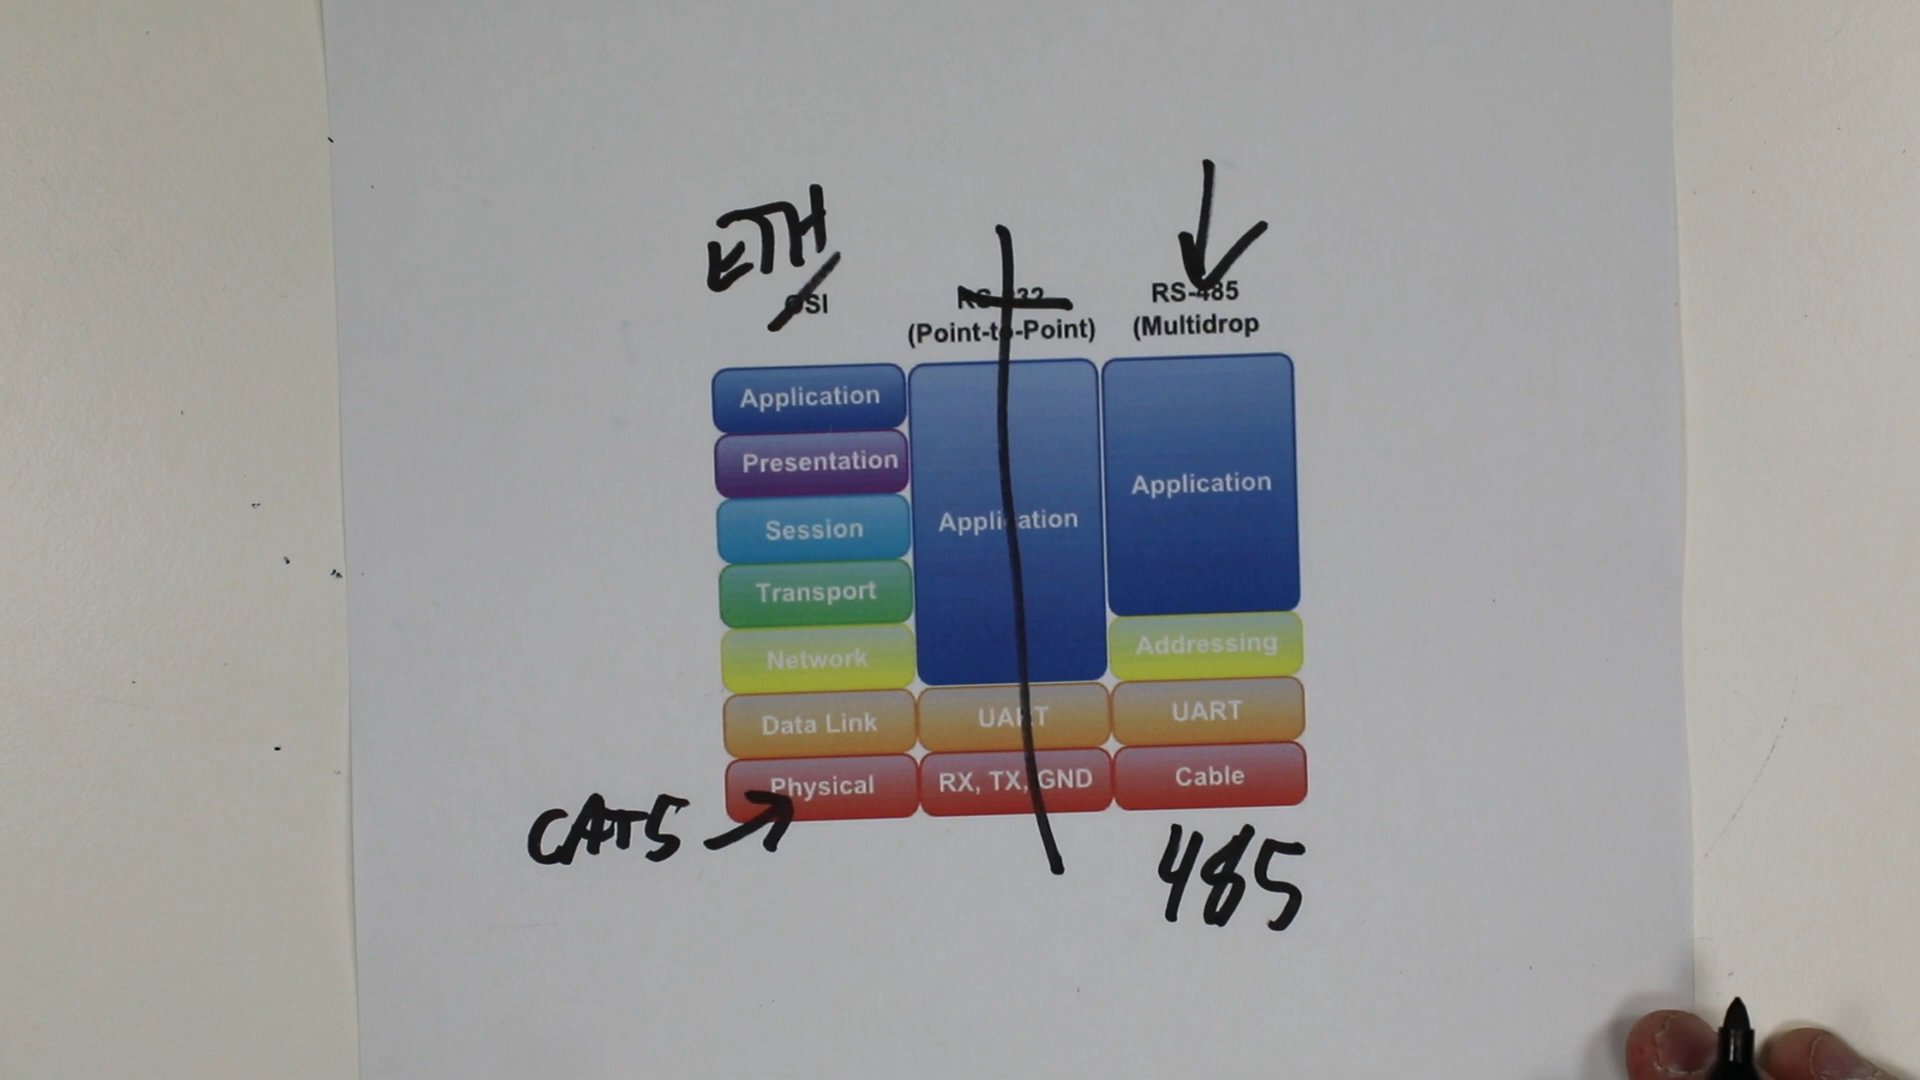 ETH
OSI
RS-232
(Point-to-Point)
RS-485
(Multidrop
Application
Presentation
Session
Transport
Network
Data Link
Physical
Application
UART
RX, TX, GND
Application
Addressing
UART
Cable
CAT5
485